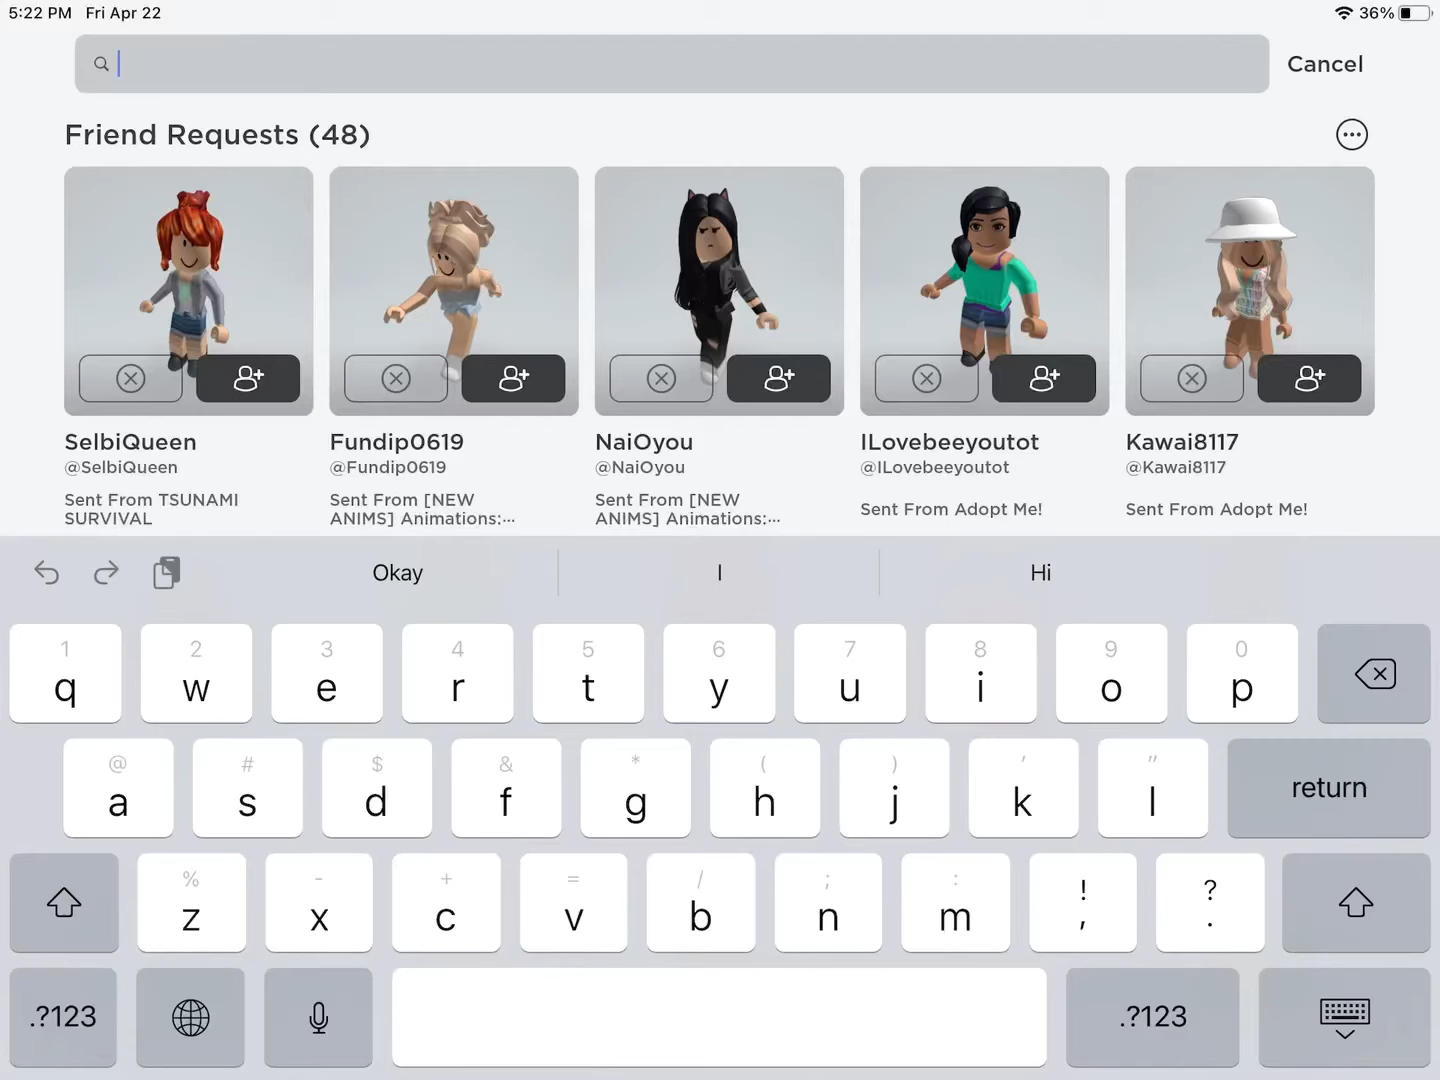 5:22 PM Fri Apr 22 36%
Cancel
Friend Requests (48)
SelbiQueen Fundip0619 NaiOyou ILovebeeyoutot Kawai8117
@SelbiQueen @Fundip0619 @NaiOyou @ILovebeeyoutot @Kawai8117
Sent From TSUNAMI Sent From [NEW Sent From [NEW Sent From Adopt Me! Sent From Adopt Me!
SURVIVAL ANIMS] Animations:... ANIMS] Animations:...
Okay I Hi
1 2 3 4 5 6 7 8 9 0
q w e r t y u i o p
@ # $ & * ( ) ' "
a s d f g h j k l return
% - + = / ; : ! ?
z x c v b n m , .
.?123 .?123